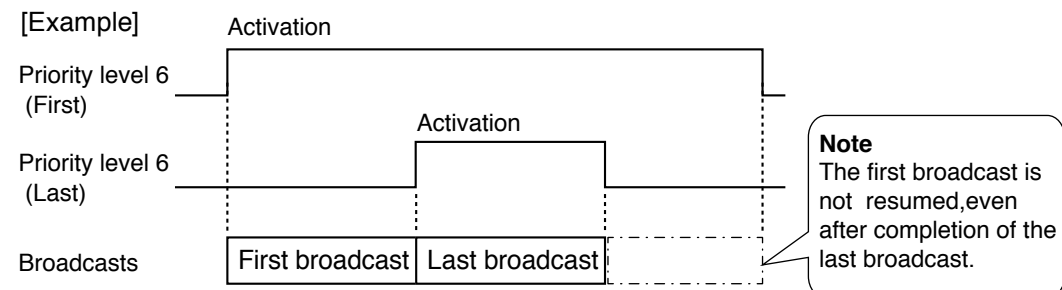 [Example]
Activation
Priority level 6
(First)
Activation
Priority level 6
(Last)
Broadcasts
First broadcast
Last broadcast
Note
The first broadcast is
not resumed,even
after completion of the
last broadcast.